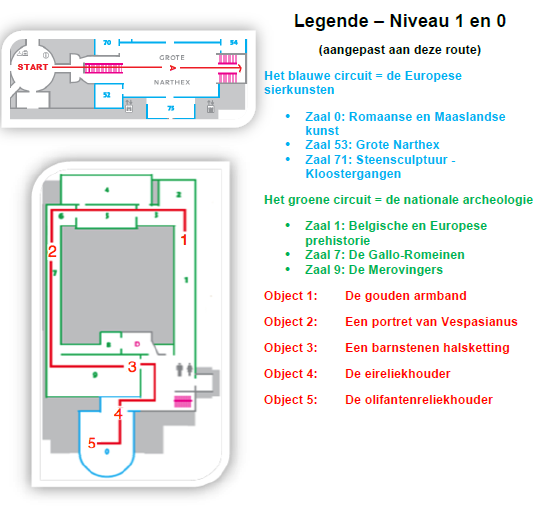 Legende – Niveau 1 en 0
(aangepast aan deze route)
Het blauwe circuit = de Europese
sierkunsten
• Zaal 0: Romaanse en Maaslandse
kunst
• Zaal 53: Grote Narthex
• Zaal 71: Steensculptuur -
Kloostergangen
Het groene circuit = de nationale archeologie
• Zaal 1: Belgische en Europese
prehistorie
• Zaal 7: De Gallo-Romeinen
• Zaal 9: De Merovingers
Object 1: De gouden armband
Object 2: Een portret van Vespasianus
Object 3: Een barnstenen halsketting
Object 4: De eireliekhouder
Object 5: De olifantenreliekhouder
70
54
START
GROTE
A
NARTHEX
52
53
4
2
6
5
3
1
2
7
1
8
9
3
4
5
0